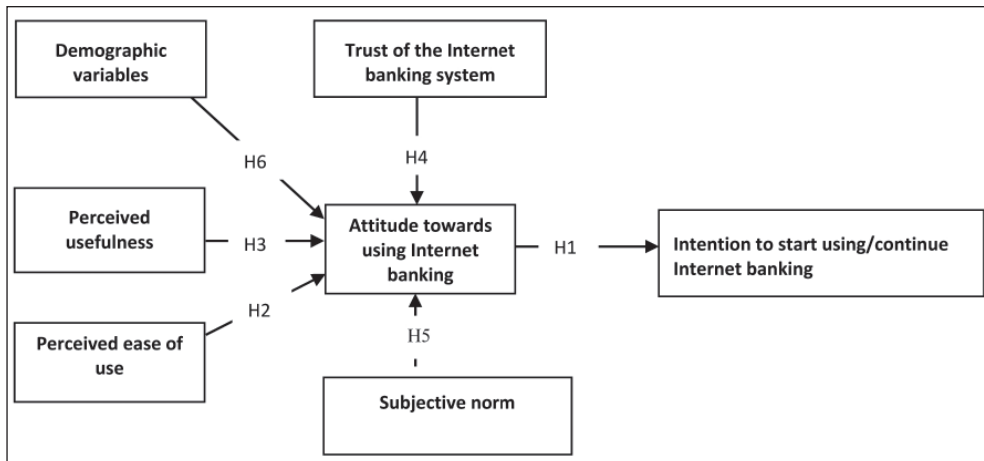 Demographic
variables
Trust of the Internet
banking system
H6
H4
Perceived
usefulness
H3
Attitude towards
using Internet
banking
H1
Intention to start using/continue
Internet banking
H2
Perceived ease of
use
H5
Subjective norm